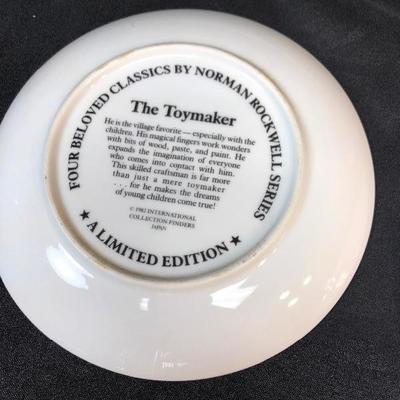 FOUR BELOVED CLASSICS BY NORMAN ROCKWELL SERIES
The Toymaker
He is the village favorite — especially with the
children. His magical fingers work wonders
with bits of wood, paste, and paint. He
expands the imagination of everyone
who comes into contact with him.
This skilled craftsman is far more
than just a mere toymaker
. . . for he makes the dreams
of young children come true!
© 1982 INTERNATIONAL
COLLECTION FINDERS
JAPAN
★ A LIMITED EDITION ★